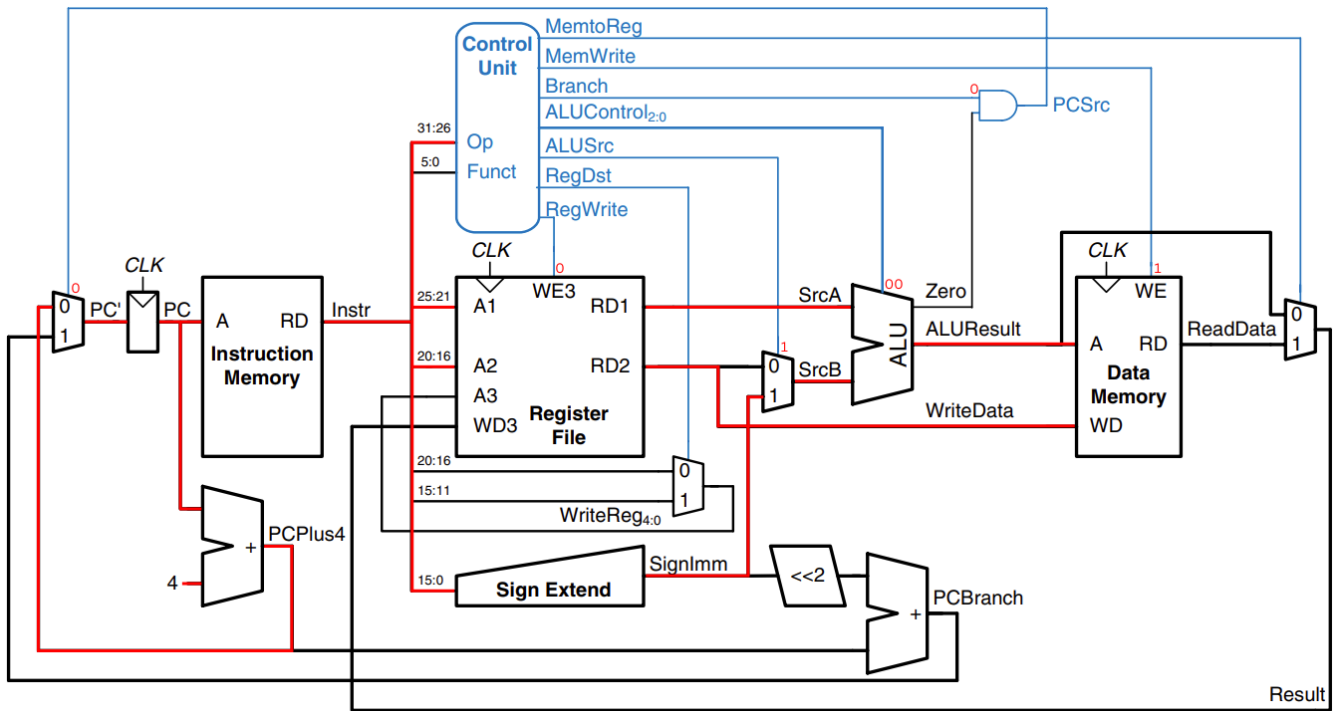 MemtoReg
Control
Unit
MemWrite
Branch
0
PCSrc
ALUControl2:0
31:26
Op
ALUSrc
5:0
Funct
RegDst
RegWrite
CLK
CLK
CLK
0
0
00
1
25:21
A1
WE3
RD1
SrcA
Zero
WE
0
1
PC'
PC
A
RD
Instr
Instruction
Memory
ALU
ALUResult
A
RD
ReadData
0
1
20:16
A2
RD2
1
0
1
SrcB
Data
Memory
A3
WD3
Register
File
WriteData
WD
20:16
0
15:11
1
WriteReg4:0
PCPlus4
+
4
15:0
Sign Extend
SignImm
<<2
PCBranch
+
Result